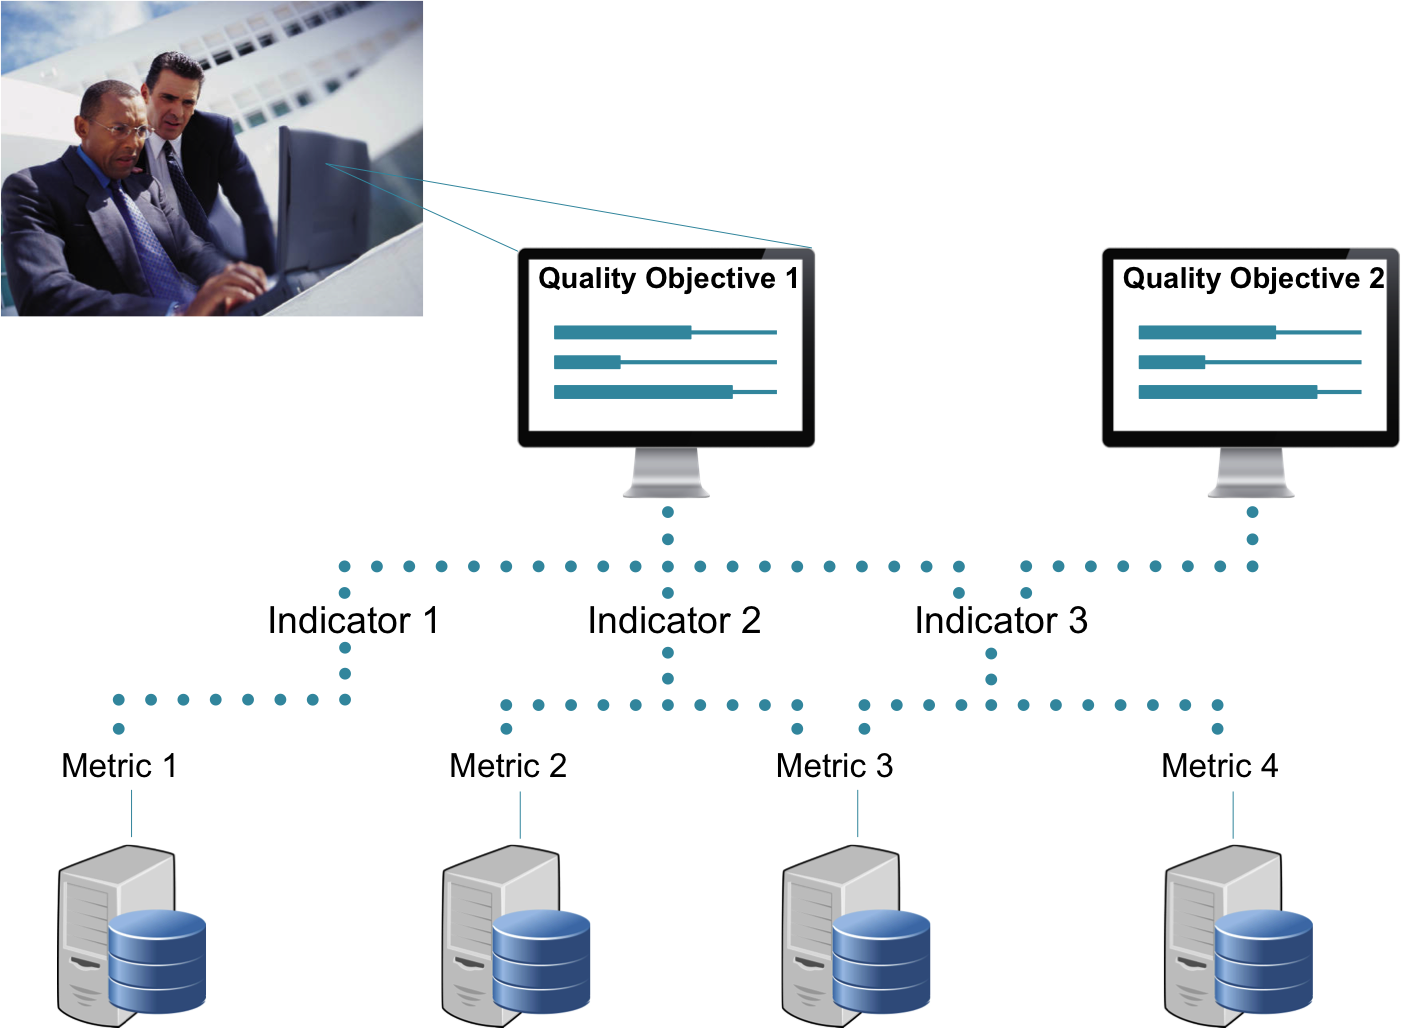 Quality Objective 1
Quality Objective 2
Indicator 1
Indicator 2
Indicator 3
Metric 1
Metric 2
Metric 3
Metric 4